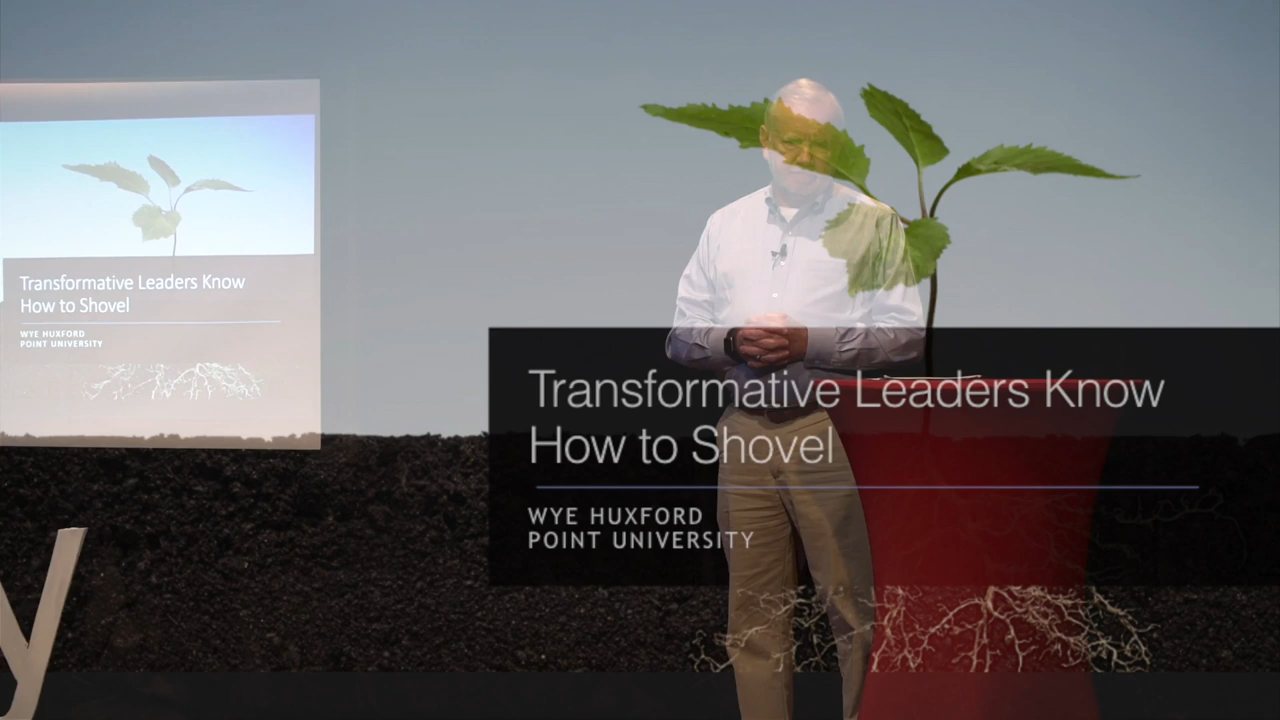 Transformative Leaders Know
How to Shovel
WYE HUXFORD
POINT UNIVERSITY
Transformative Leaders Know
How to Shovel
WYE HUXFORD
POINT UNIVERSITY
y